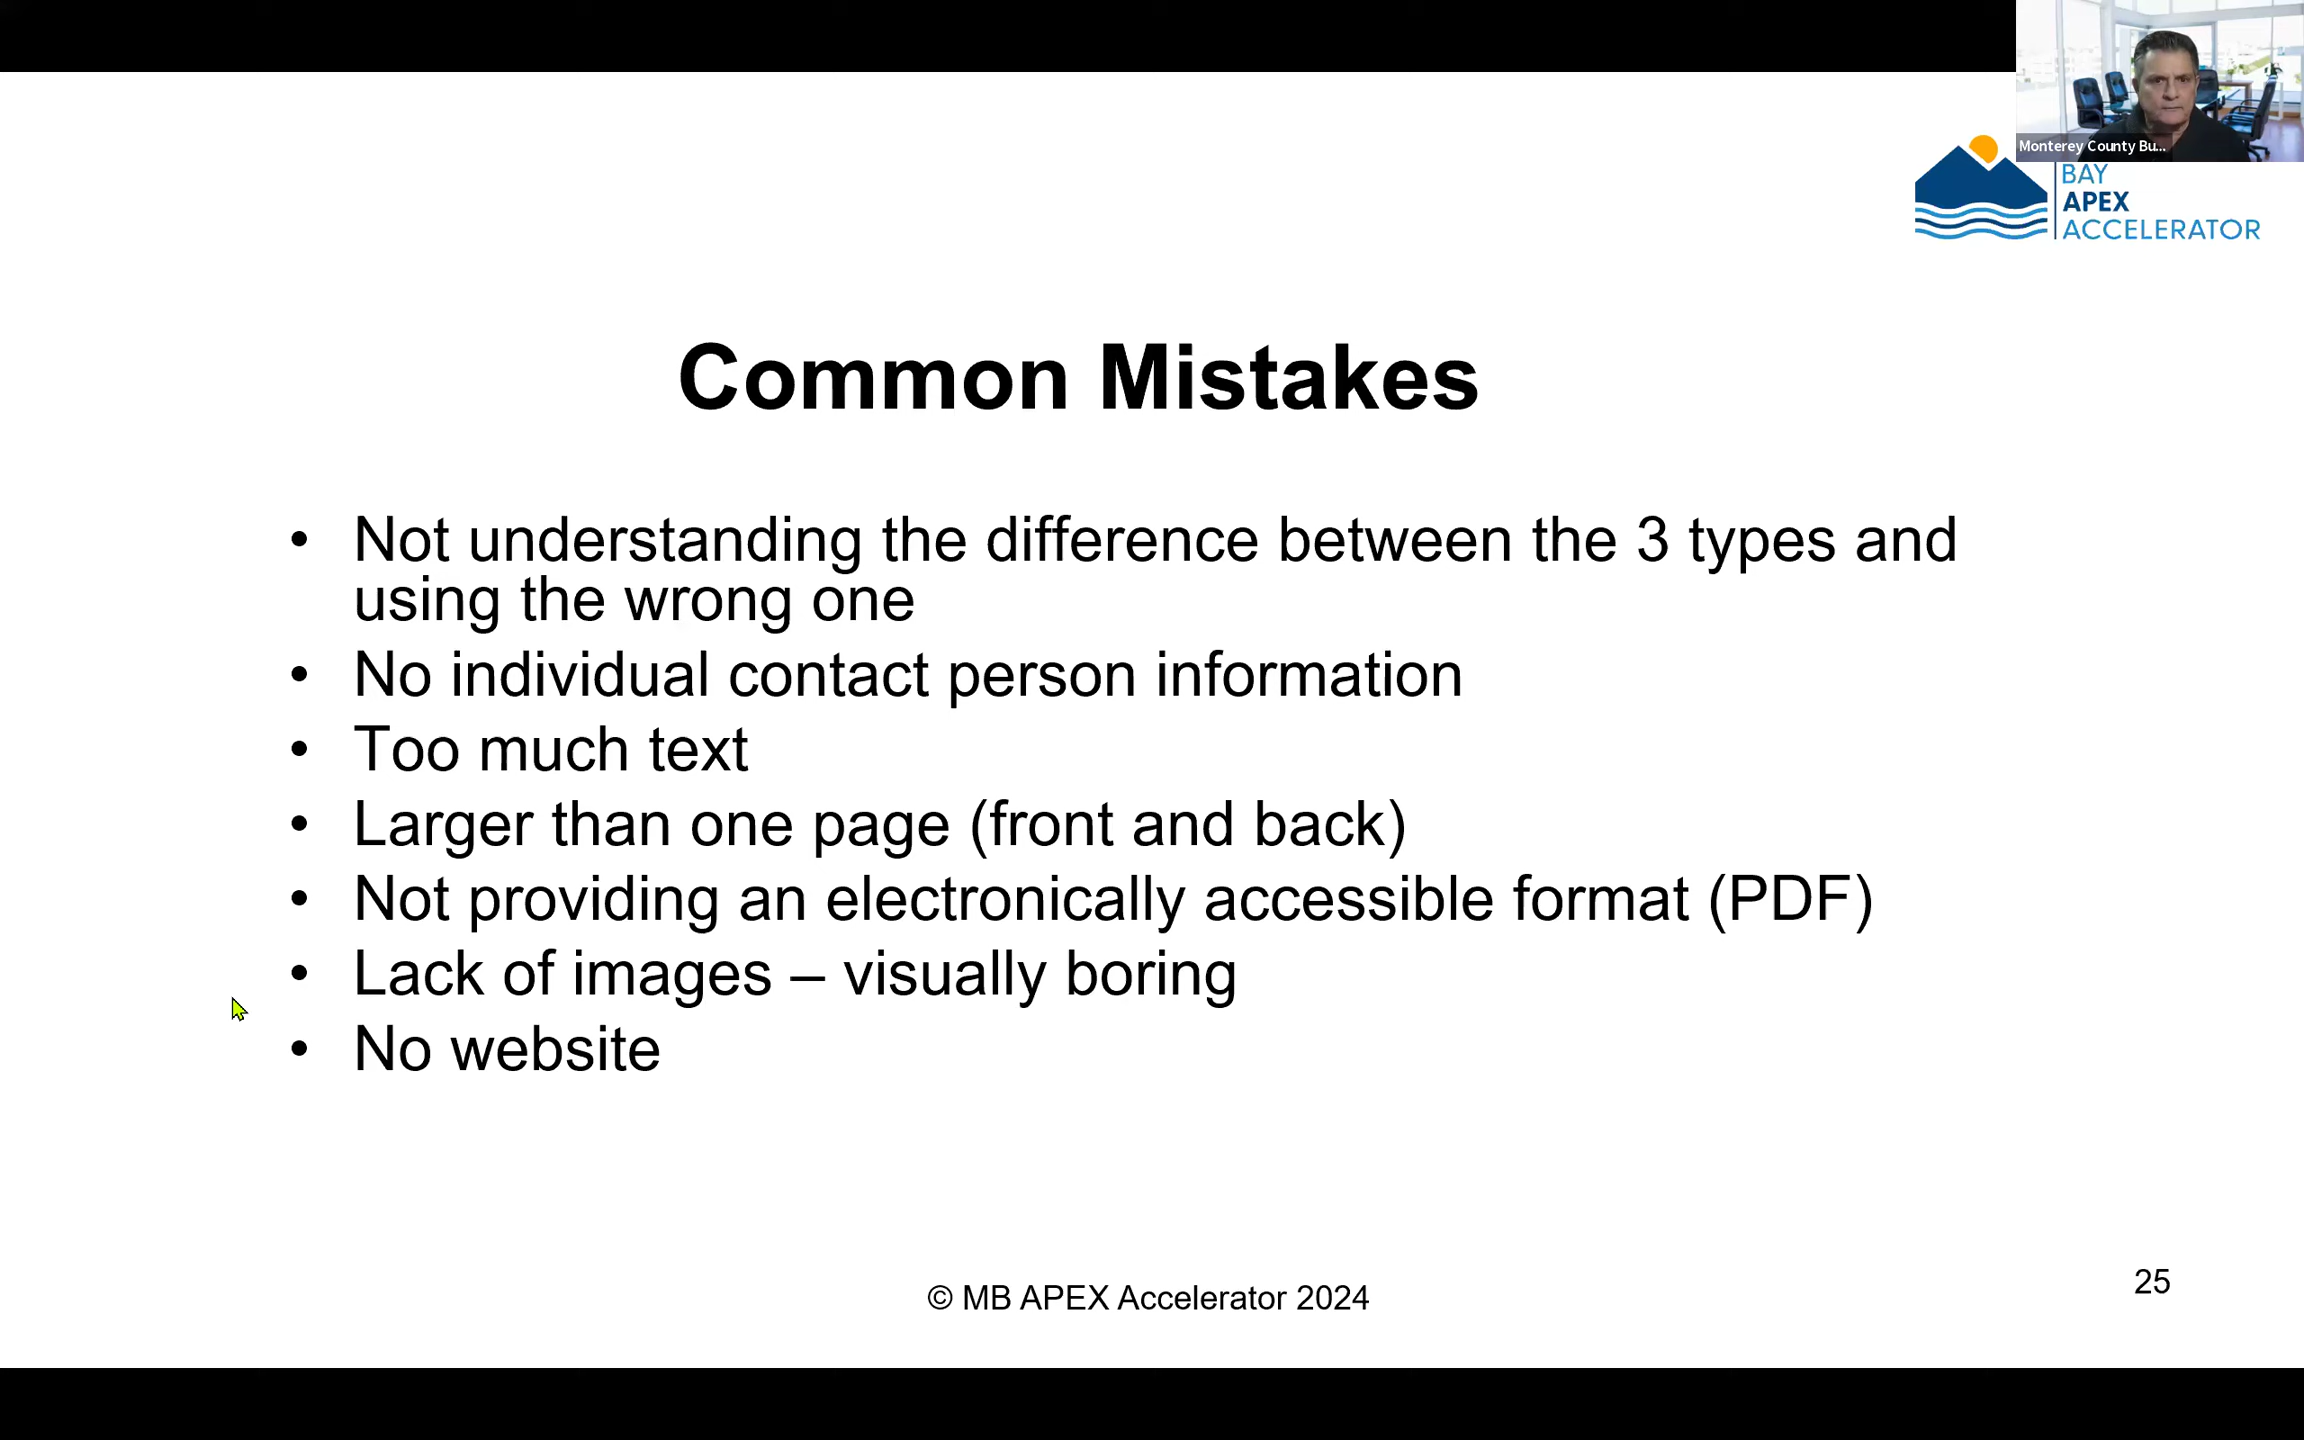 Monterey County Bu...
BAY
APEX
ACCELERATOR
Common Mistakes
• Not understanding the difference between the 3 types and
using the wrong one
• No individual contact person information
• Too much text
• Larger than one page (front and back)
• Not providing an electronically accessible format (PDF)
• Lack of images – visually boring
• No website
© MB APEX Accelerator 2024
25